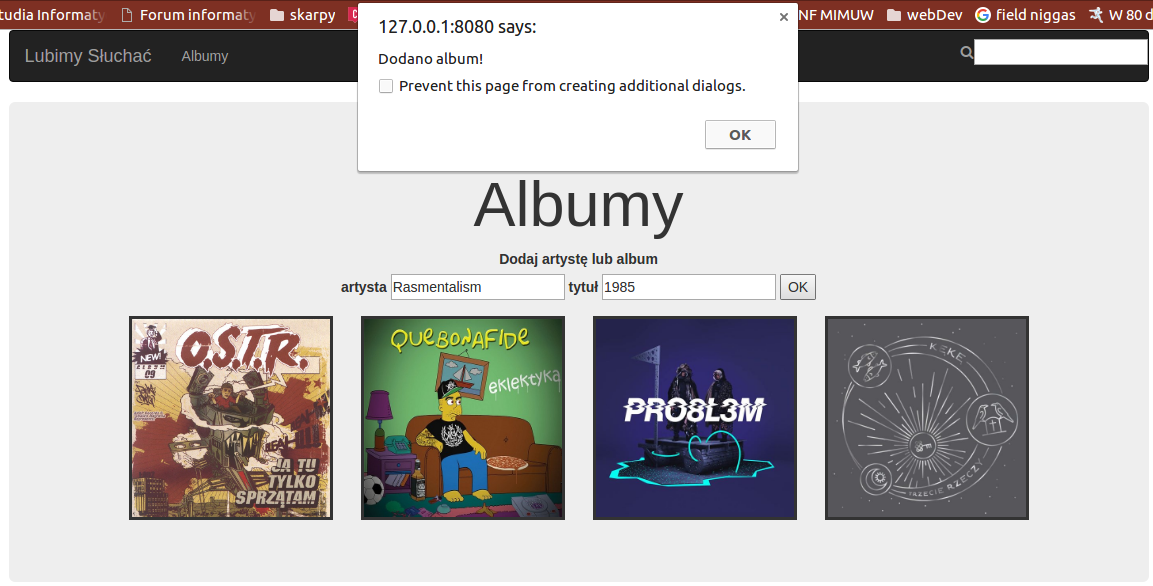 tudia Informaty
Forum informaty
skarpy
NF MIMUW
webDev
field niggas
W 80 d
127.0.0.1:8080 says:
Dodano album!
Prevent this page from creating additional dialogs.
OK
Lubimy Słuchać
Albumy
Albumy
Dodaj artystę lub album
artysta Rasmentalism tytuł 1985 OK
NEW!
O.S.T.R.
JA TU
TYLKO
SPRZĄTAM
QUEBONAFIDE
eklektyka
PRO8L3M
KEKE
TRZECIE RZECZY